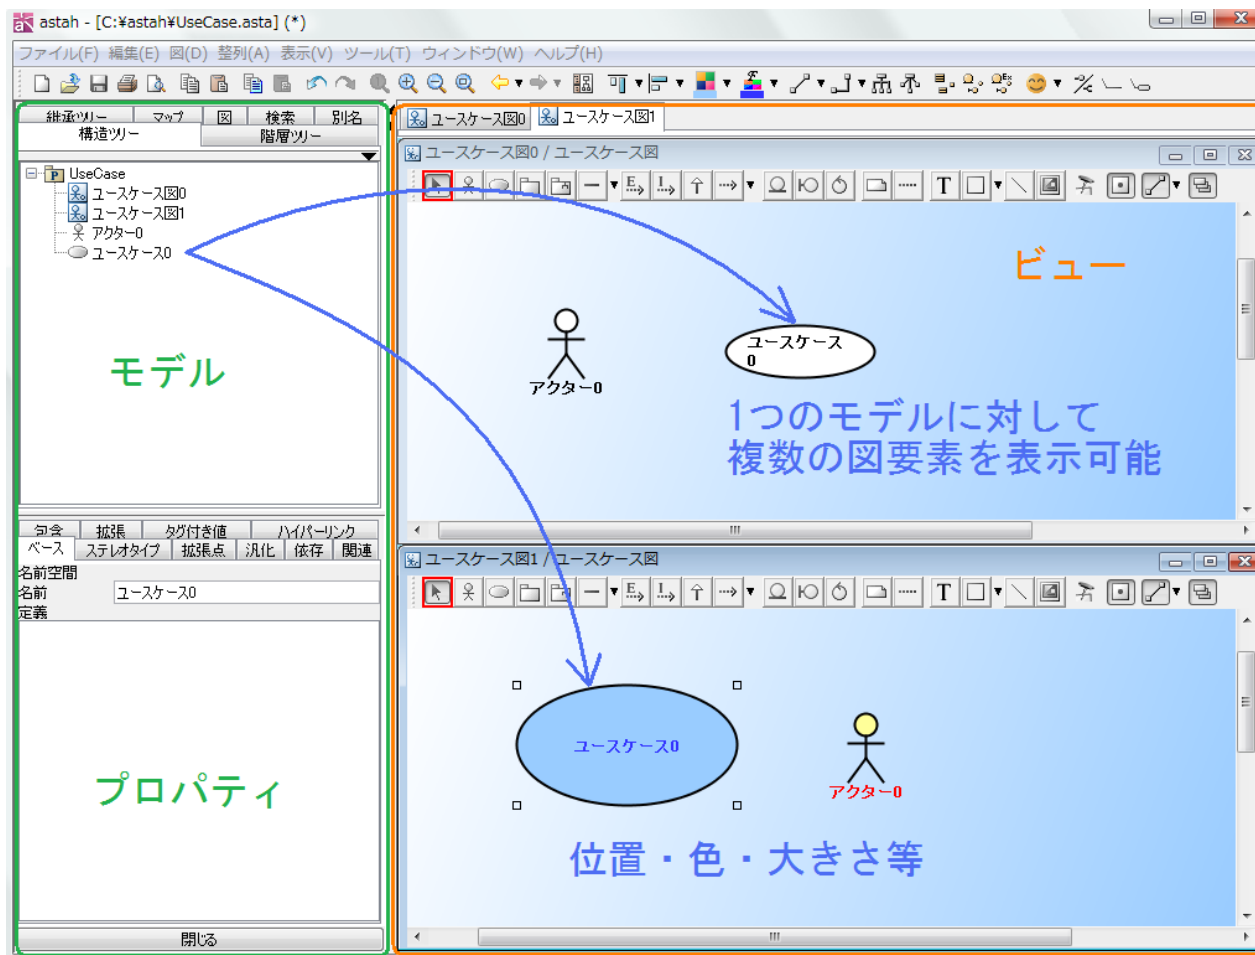 astah - [C:¥astah¥UseCase.asta] (*)
ファイル(F) 編集(E) 図(D) 整列(A) 表示(V) ツール(T) ウィンドウ(W) ヘルプ(H)
継承ツリー マップ 図 検索 別名
構造ツリー 階層ツリー
UseCase
ユースケース図0
ユースケース図1
アクター0
ユースケース0
モデル
包含 拡張 タグ付き値 ハイパーリンク
ベース ステレオタイプ 拡張点 汎化 依存 関連
名前空間
名前 ユースケース0
定義
プロパティ
閉じる
ユースケース図0 ユースケース図1
ユースケース図0 / ユースケース図
ビュー
アクター0
ユースケース
0
1つのモデルに対して
複数の図要素を表示可能
ユースケース図1 / ユースケース図
ユースケース0
アクター0
位置・色・大きさ等